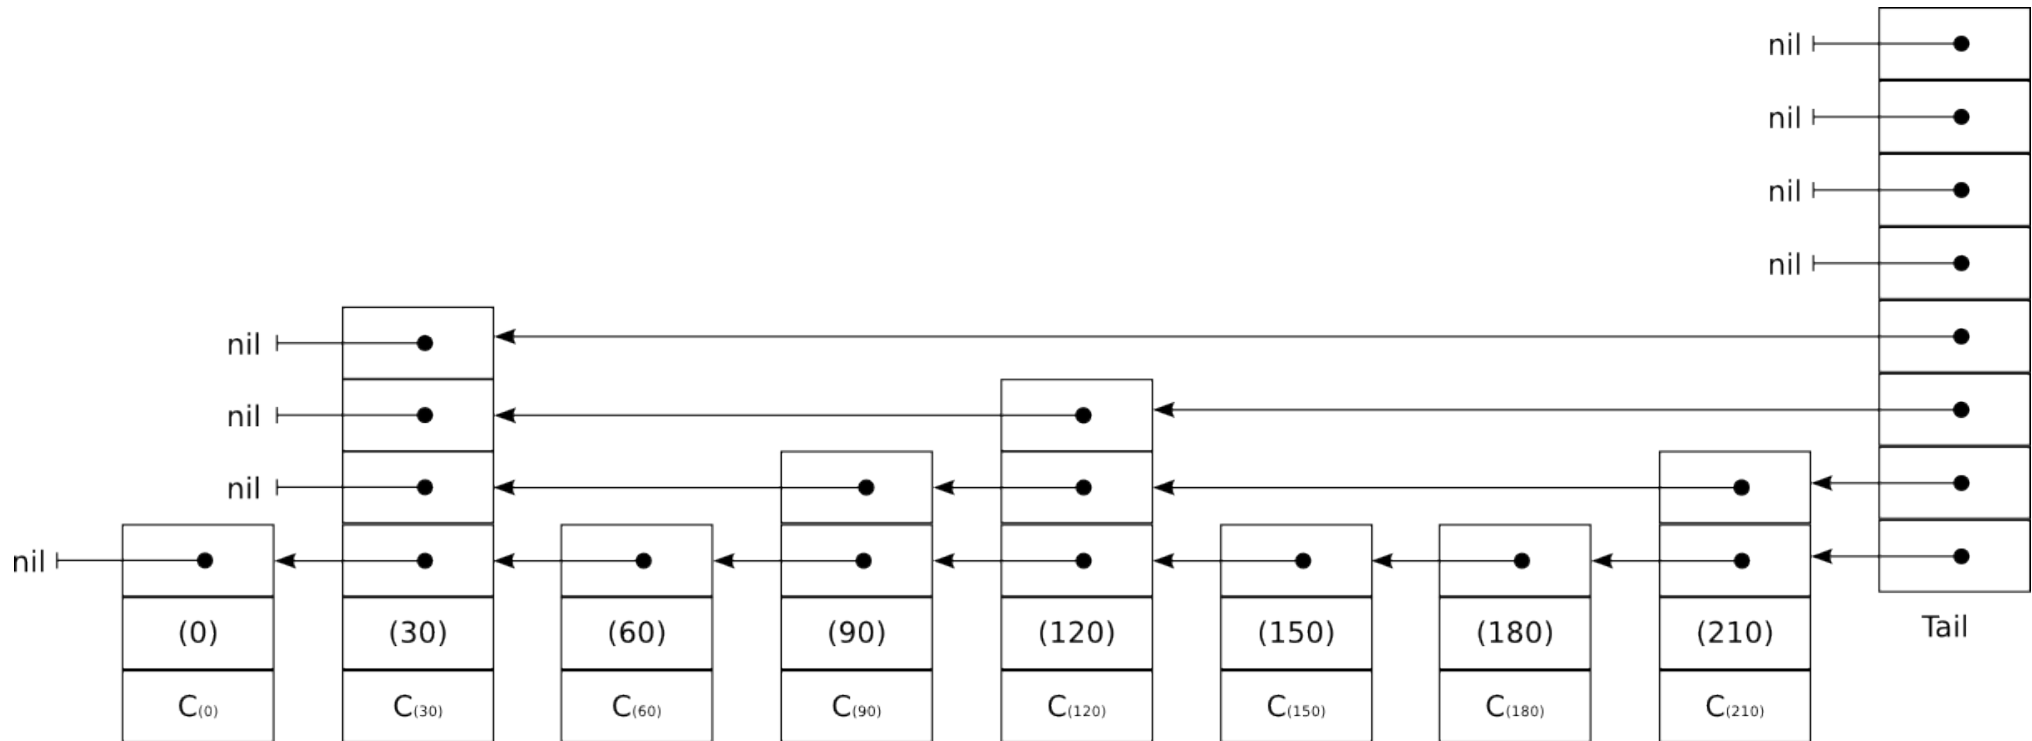 nil
nil
nil
nil
nil
nil
nil
nil
(0) (30) (60) (90) (120) (150) (180) (210) Tail
C(0) C(30) C(60) C(90) C(120) C(150) C(180) C(210)